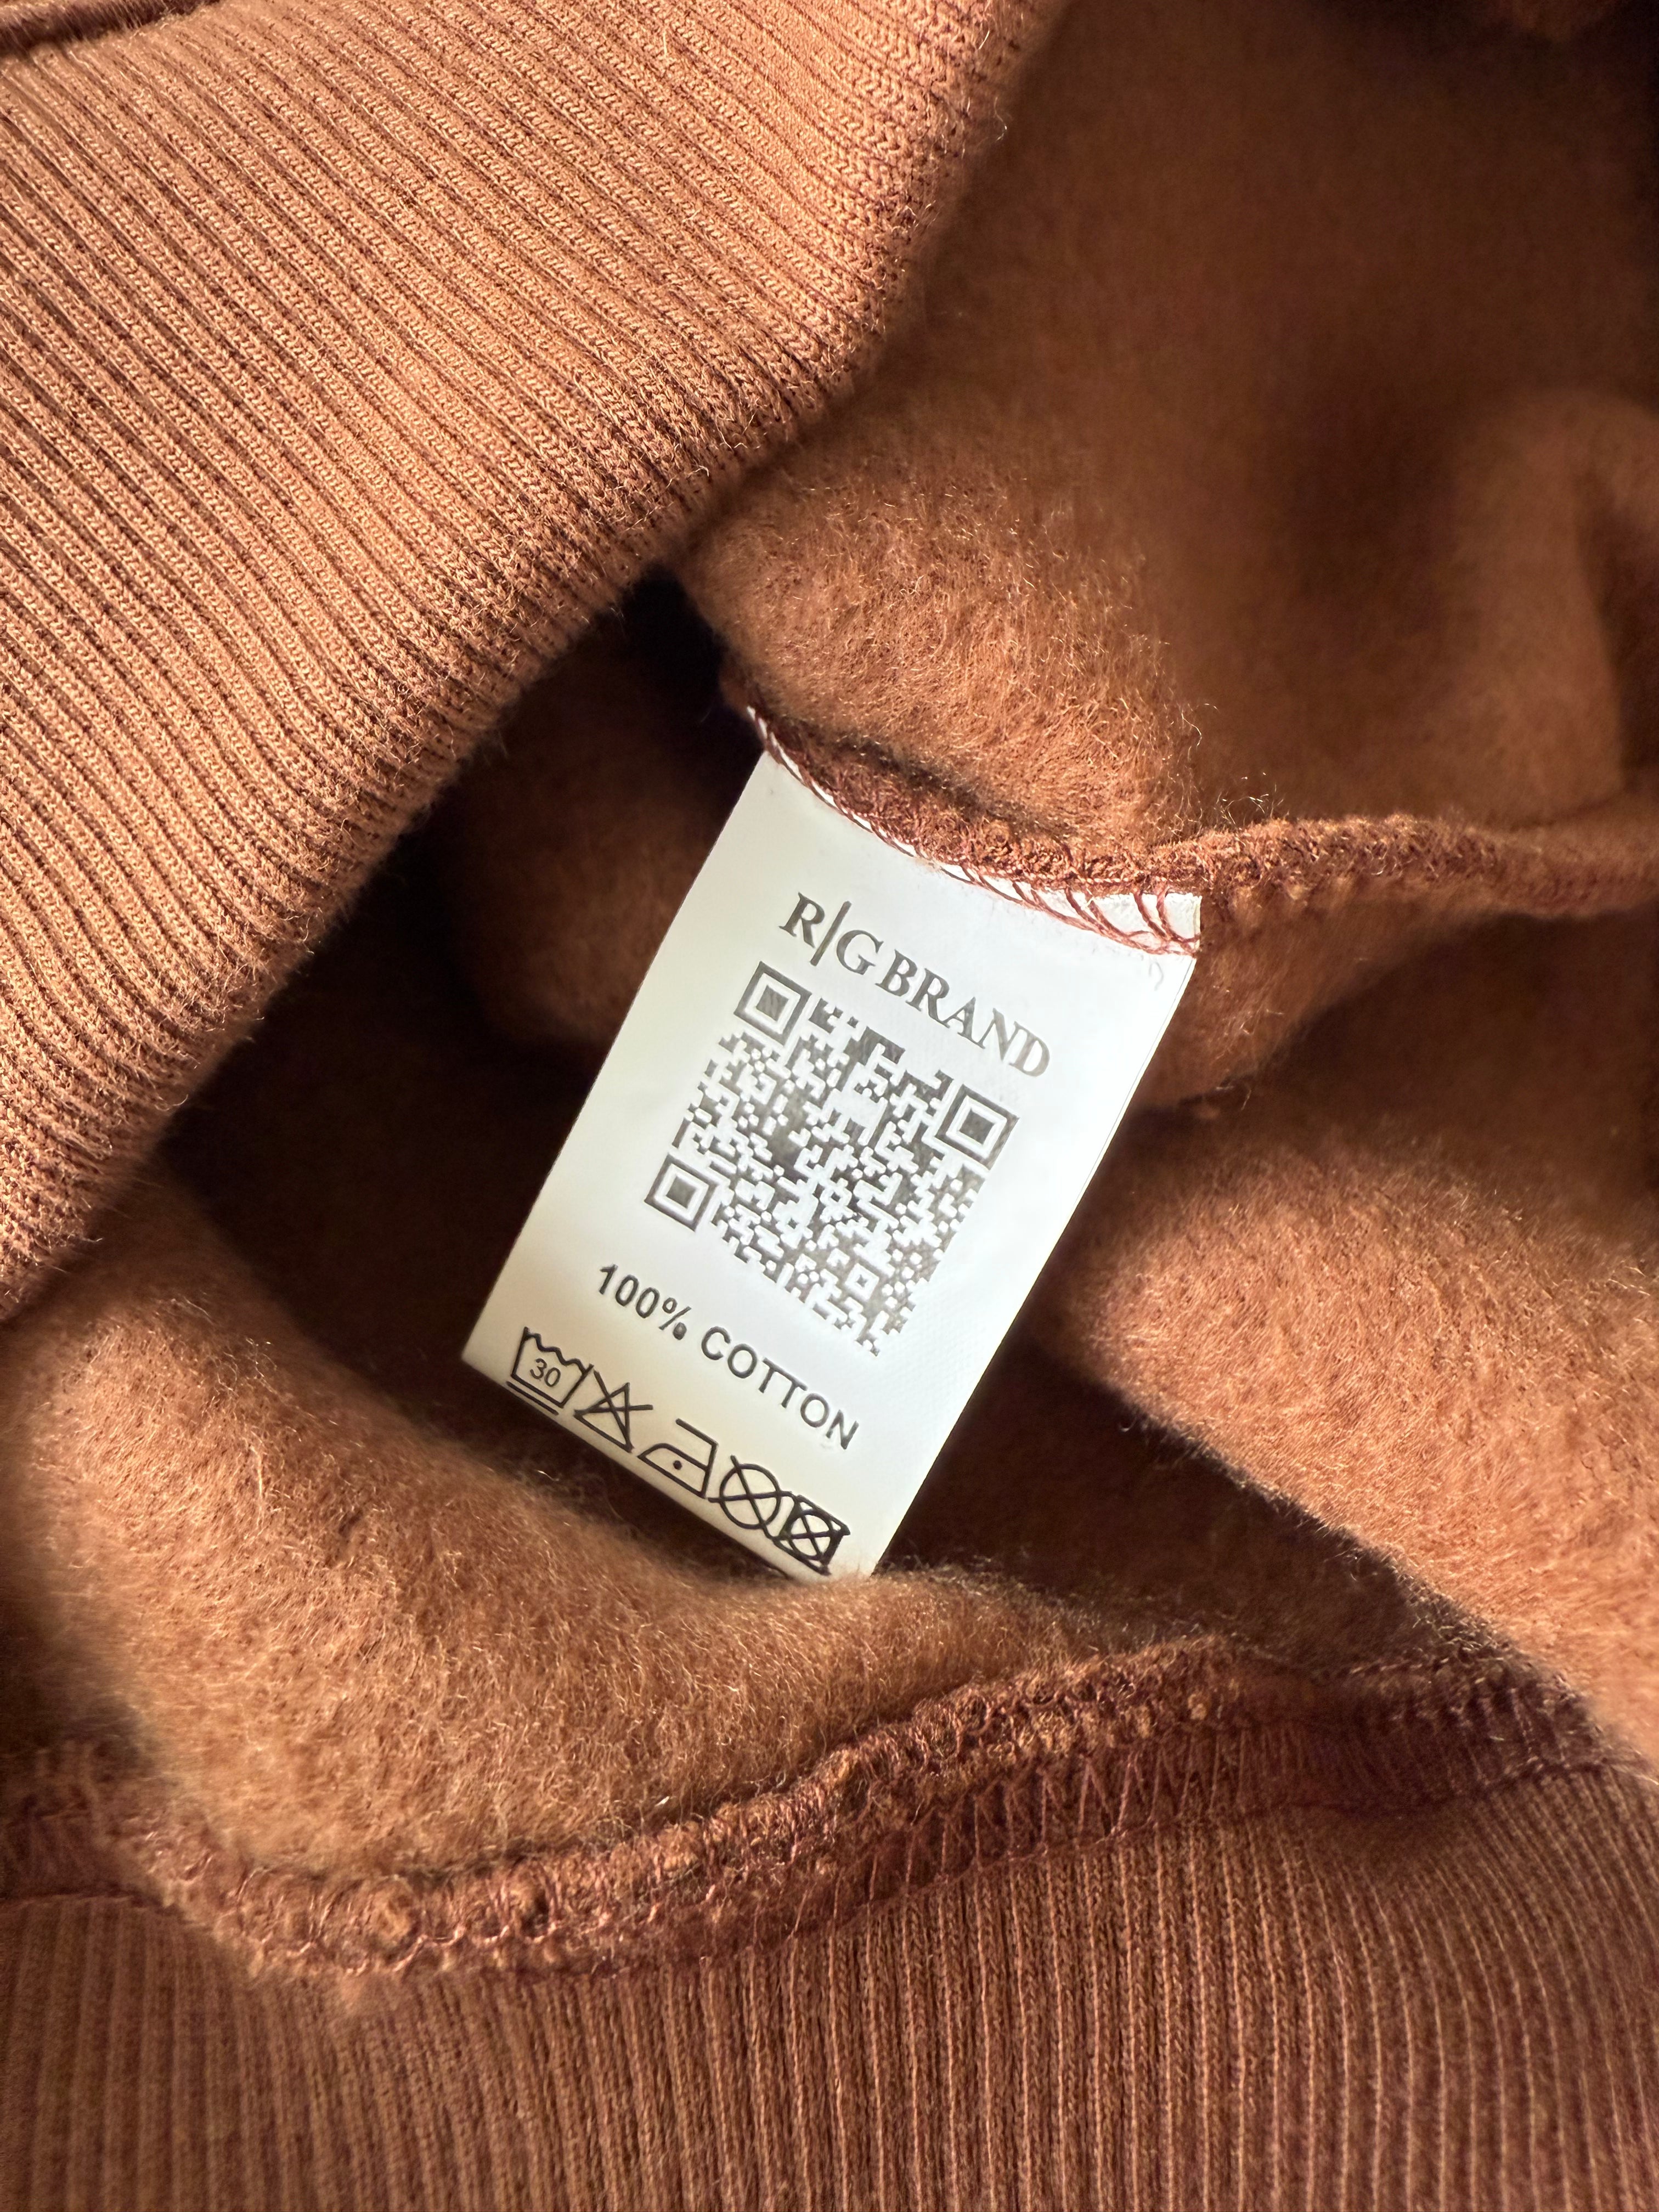 R|G BRAND
100% COTTON
30